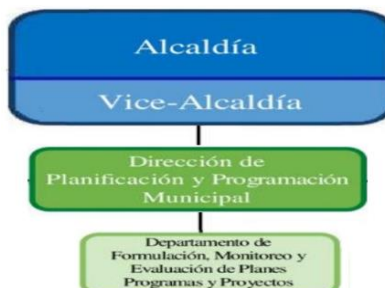 Alcaldía
Vice-Alcaldía
Dirección de
Planificación y Programación
Municipal
Departamento de
Formulación, Monitoreo y
Evaluación de Planes
Programas y Proyectos